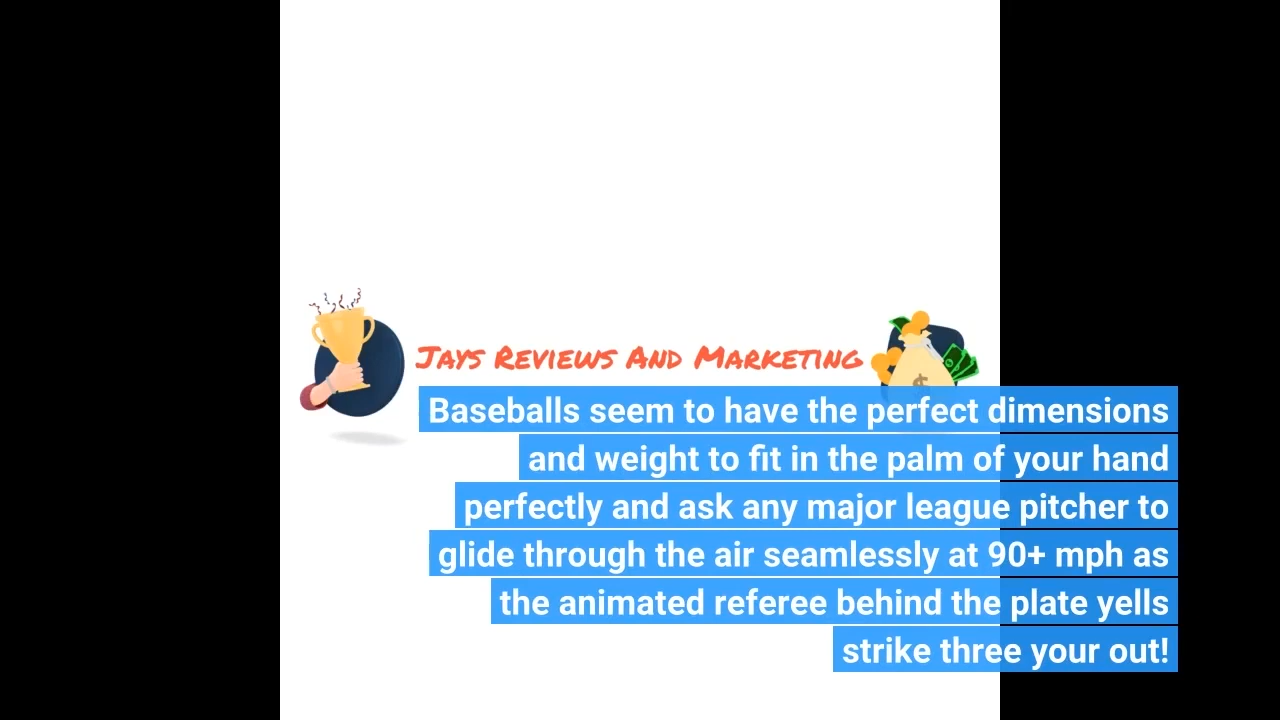 Jays Reviews And Marketing
Baseballs seem to have the perfect dimensions
and weight to fit in the palm of your hand
perfectly and ask any major league pitcher to
glide through the air seamlessly at 90+ mph as
the animated referee behind the plate yells
strike three your out!
$